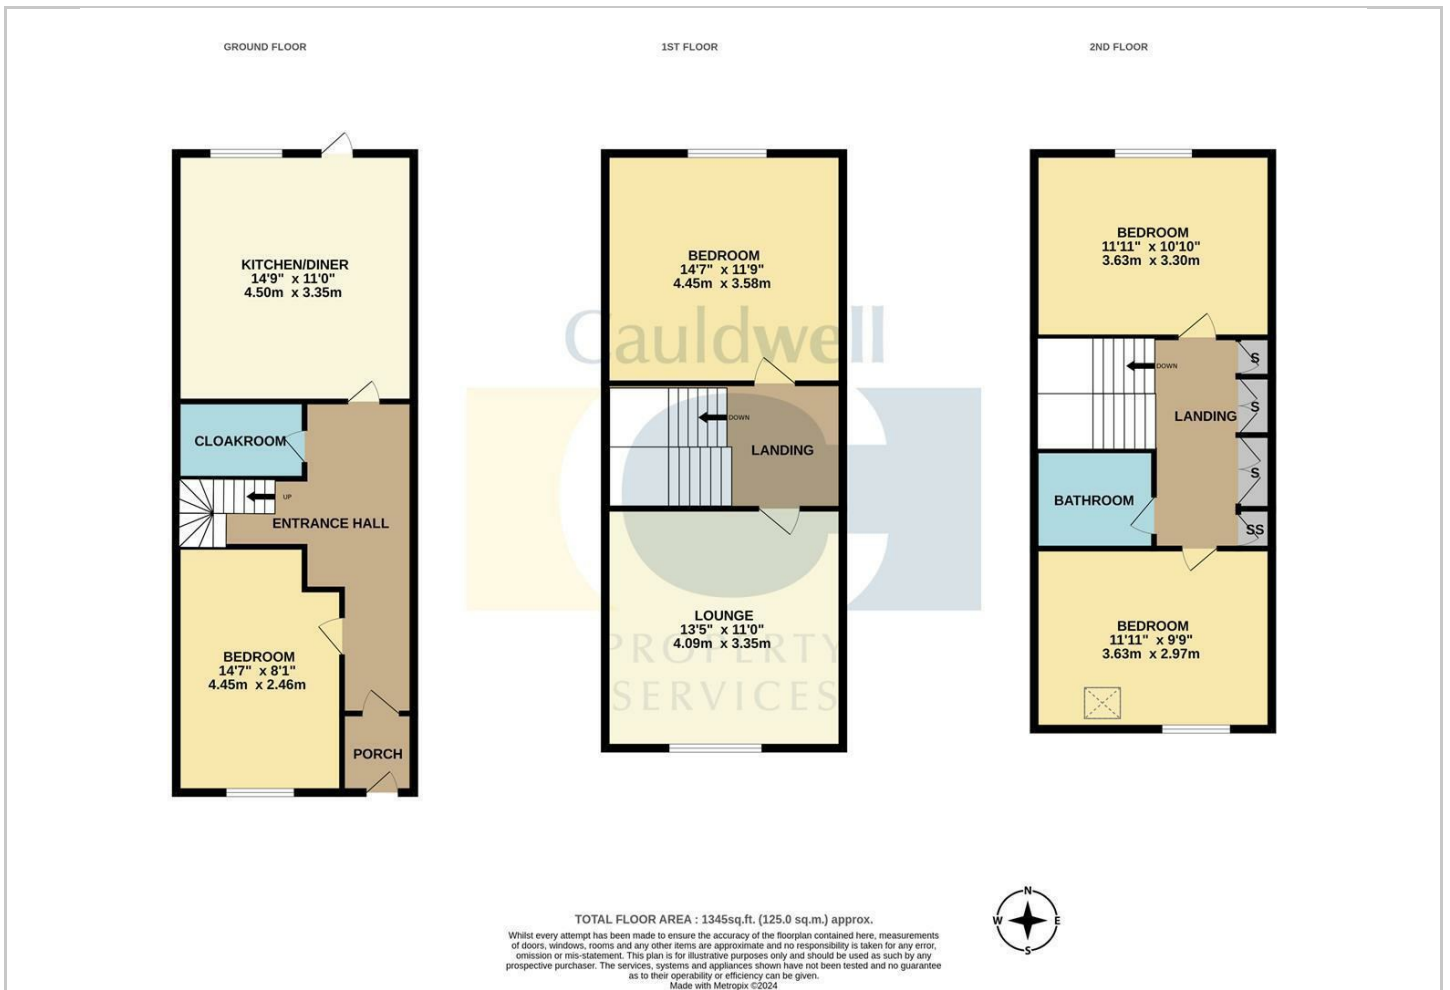 GROUND FLOOR
1ST FLOOR
2ND FLOOR
KITCHEN/DINER
14'9" x 11'0"
4.50m x 3.35m
CLOAKROOM
UP
ENTRANCE HALL
BEDROOM
14'7" x 8'1"
4.45m x 2.46m
PORCH
BEDROOM
14'7" x 11'9"
4.45m x 3.58m
Cauldwell
DOWN
LANDING
LOUNGE
13'5" x 11'0"
4.09m x 3.35m
PROPERTY
SERVICES
BEDROOM
11'11" x 10'10"
3.63m x 3.30m
DOWN
S
S
LANDING
S
BATHROOM
SS
BEDROOM
11'11" x 9'9"
3.63m x 2.97m
N
W E
S
TOTAL FLOOR AREA : 1345sq.ft. (125.0 sq.m.) approx.
Whilst every attempt has been made to ensure the accuracy of the floorplan contained here, measurements
of doors, windows, rooms and any other items are approximate and no responsibility is taken for any error,
omission or mis-statement. This plan is for illustrative purposes only and should be used as such by any
prospective purchaser. The services, systems and appliances shown have not been tested and no guarantee
as to their operability or efficiency can be given.
Made with Metropix ©2024